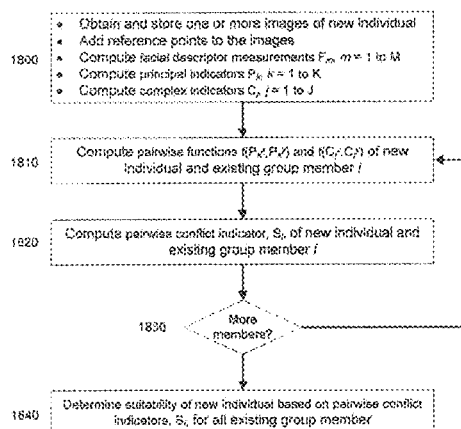 • Obtain and store one or more images of new individual
• Add reference points to the images
1800
• Compute facial descriptor measurements Fm, m = 1 to M
• Compute principal indicators Pk, k = 1 to K
• Compute complex indicators Cj, j = 1 to J
1810
Compute pairwise functions f(Pk, Pk) and f(Cj, Cj) of new
individual and existing group member i
1820
Compute pairwise conflict indicator, Si, of new individual and
existing group member i
1830
More
members?
1840
Determine suitability of new individual based on pairwise conflict
indicators, Si, for all existing group member